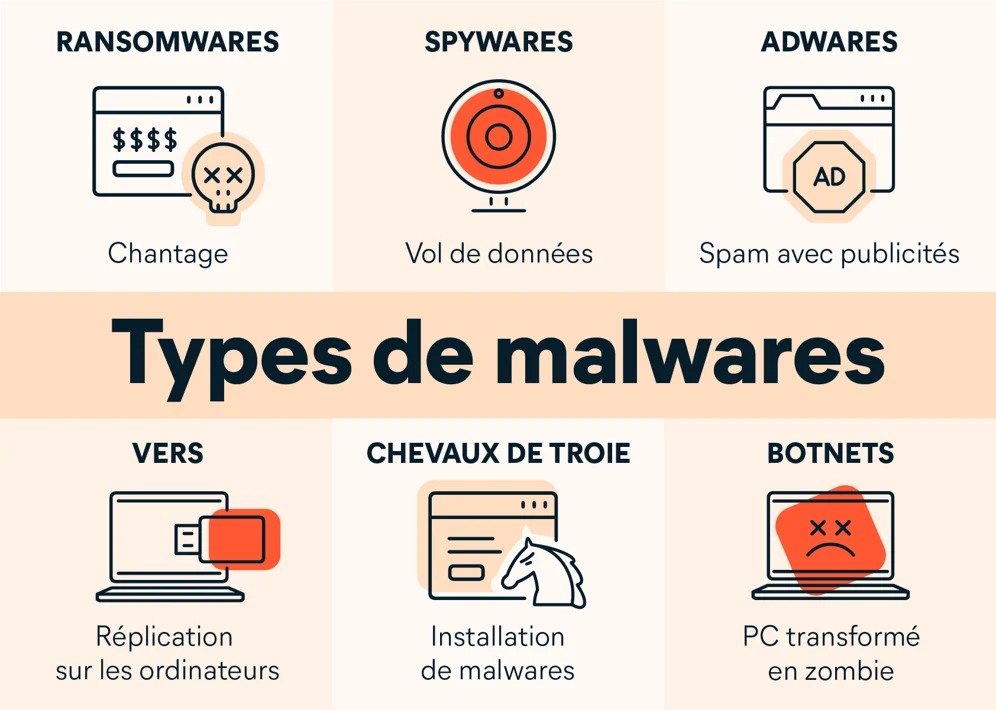 RANSOMWARES
SPYWARES
ADWARES
$$$$
AD
Chantage
Vol de données
Spam avec publicités
Types de malwares
VERS
CHEVAUX DE TROIE
BOTNETS
Réplication
sur les ordinateurs
Installation
de malwares
PC transformé
en zombie